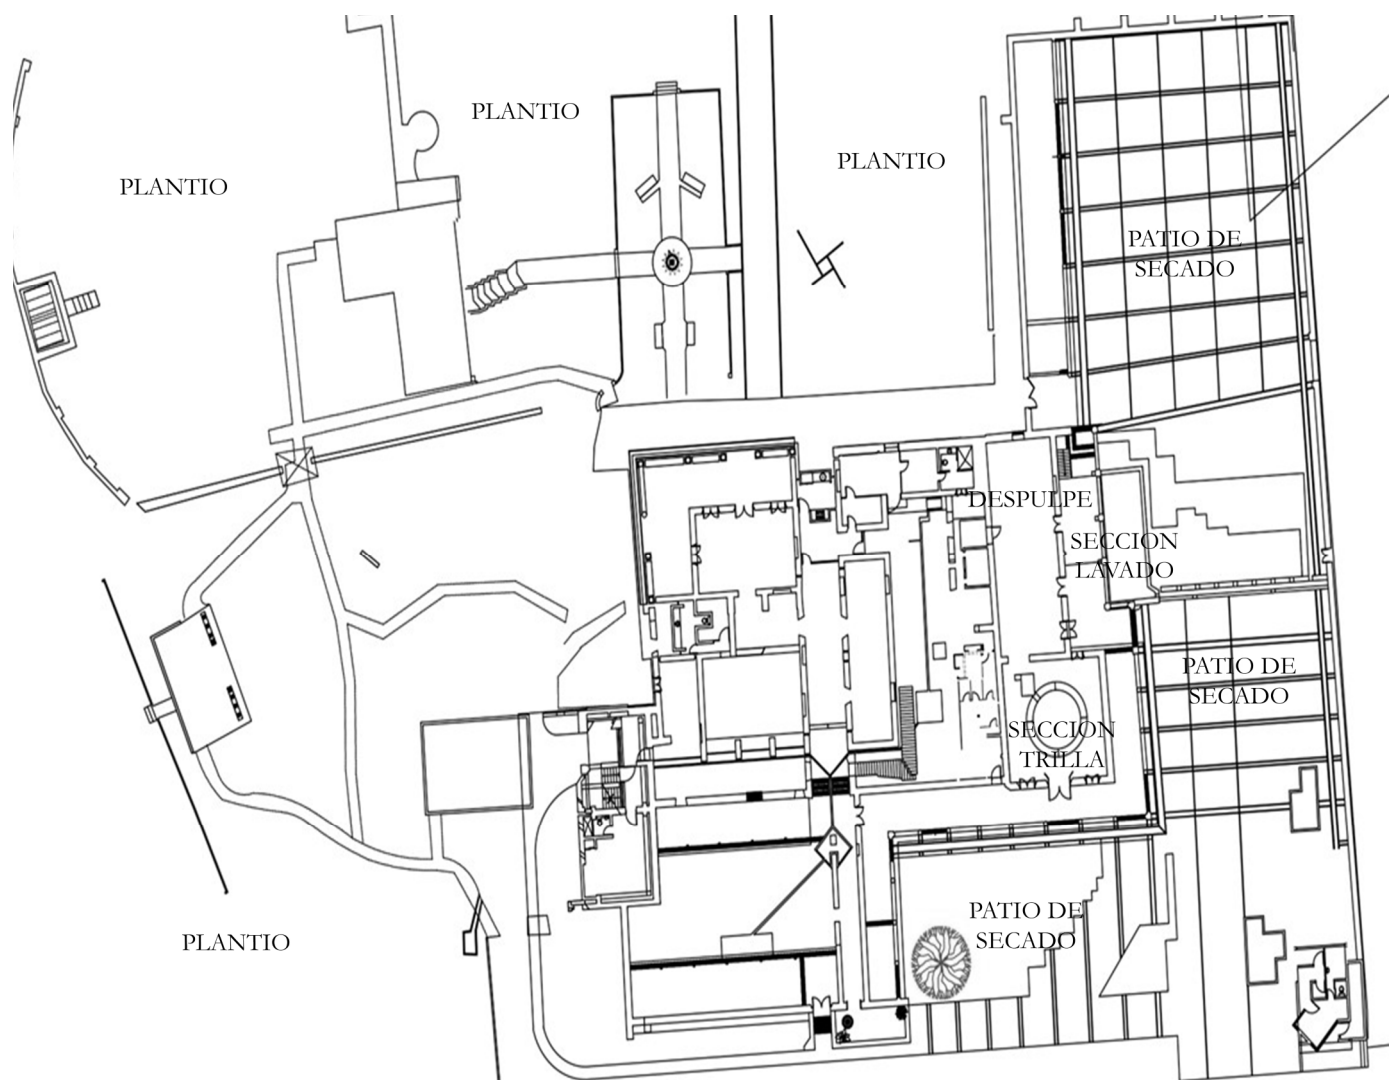 PLANTIO
PLANTIO
PLANTIO
PATIO DE
SECADO
DESPULPE
SECCION
LAVADO
PATIO DE
SECADO
SECCION
TRILLA
PATIO DE
SECADO
PLANTIO